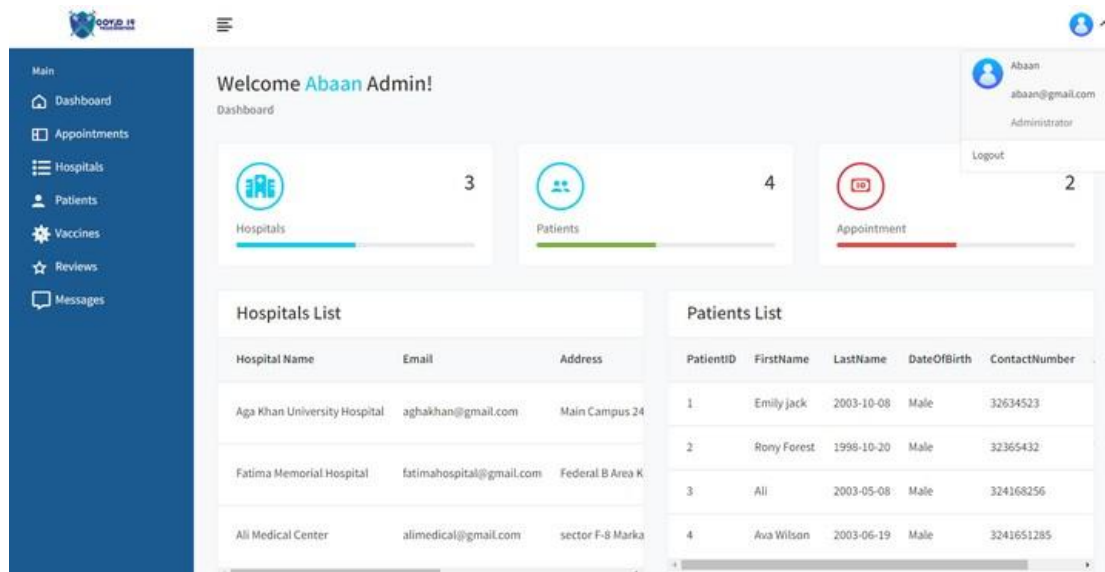 COVID 19
Main
Dashboard
Appointments
Hospitals
Patients
Vaccines
Reviews
Messages
Welcome Abaan Admin!
Dashboard
Abaan
abaan@gmail.com
Administrator
Logout
3
Hospitals
4
Patients
2
Appointment
Hospitals List
Hospital Name Email Address
Aga Khan University Hospital aghakhan@gmail.com Main Campus 24
Fatima Memorial Hospital fatimahospital@gmail.com Federal B Area K
Ali Medical Center alimedical@gmail.com sector F-8 Marka
Patients List
PatientID FirstName LastName DateOfBirth ContactNumber
1 Emily jack 2003-10-08 Male 32634523
2 Rony Forest 1998-10-20 Male 32365432
3 Ali 2003-05-08 Male 324168256
4 Ava Wilson 2003-06-19 Male 3241651285